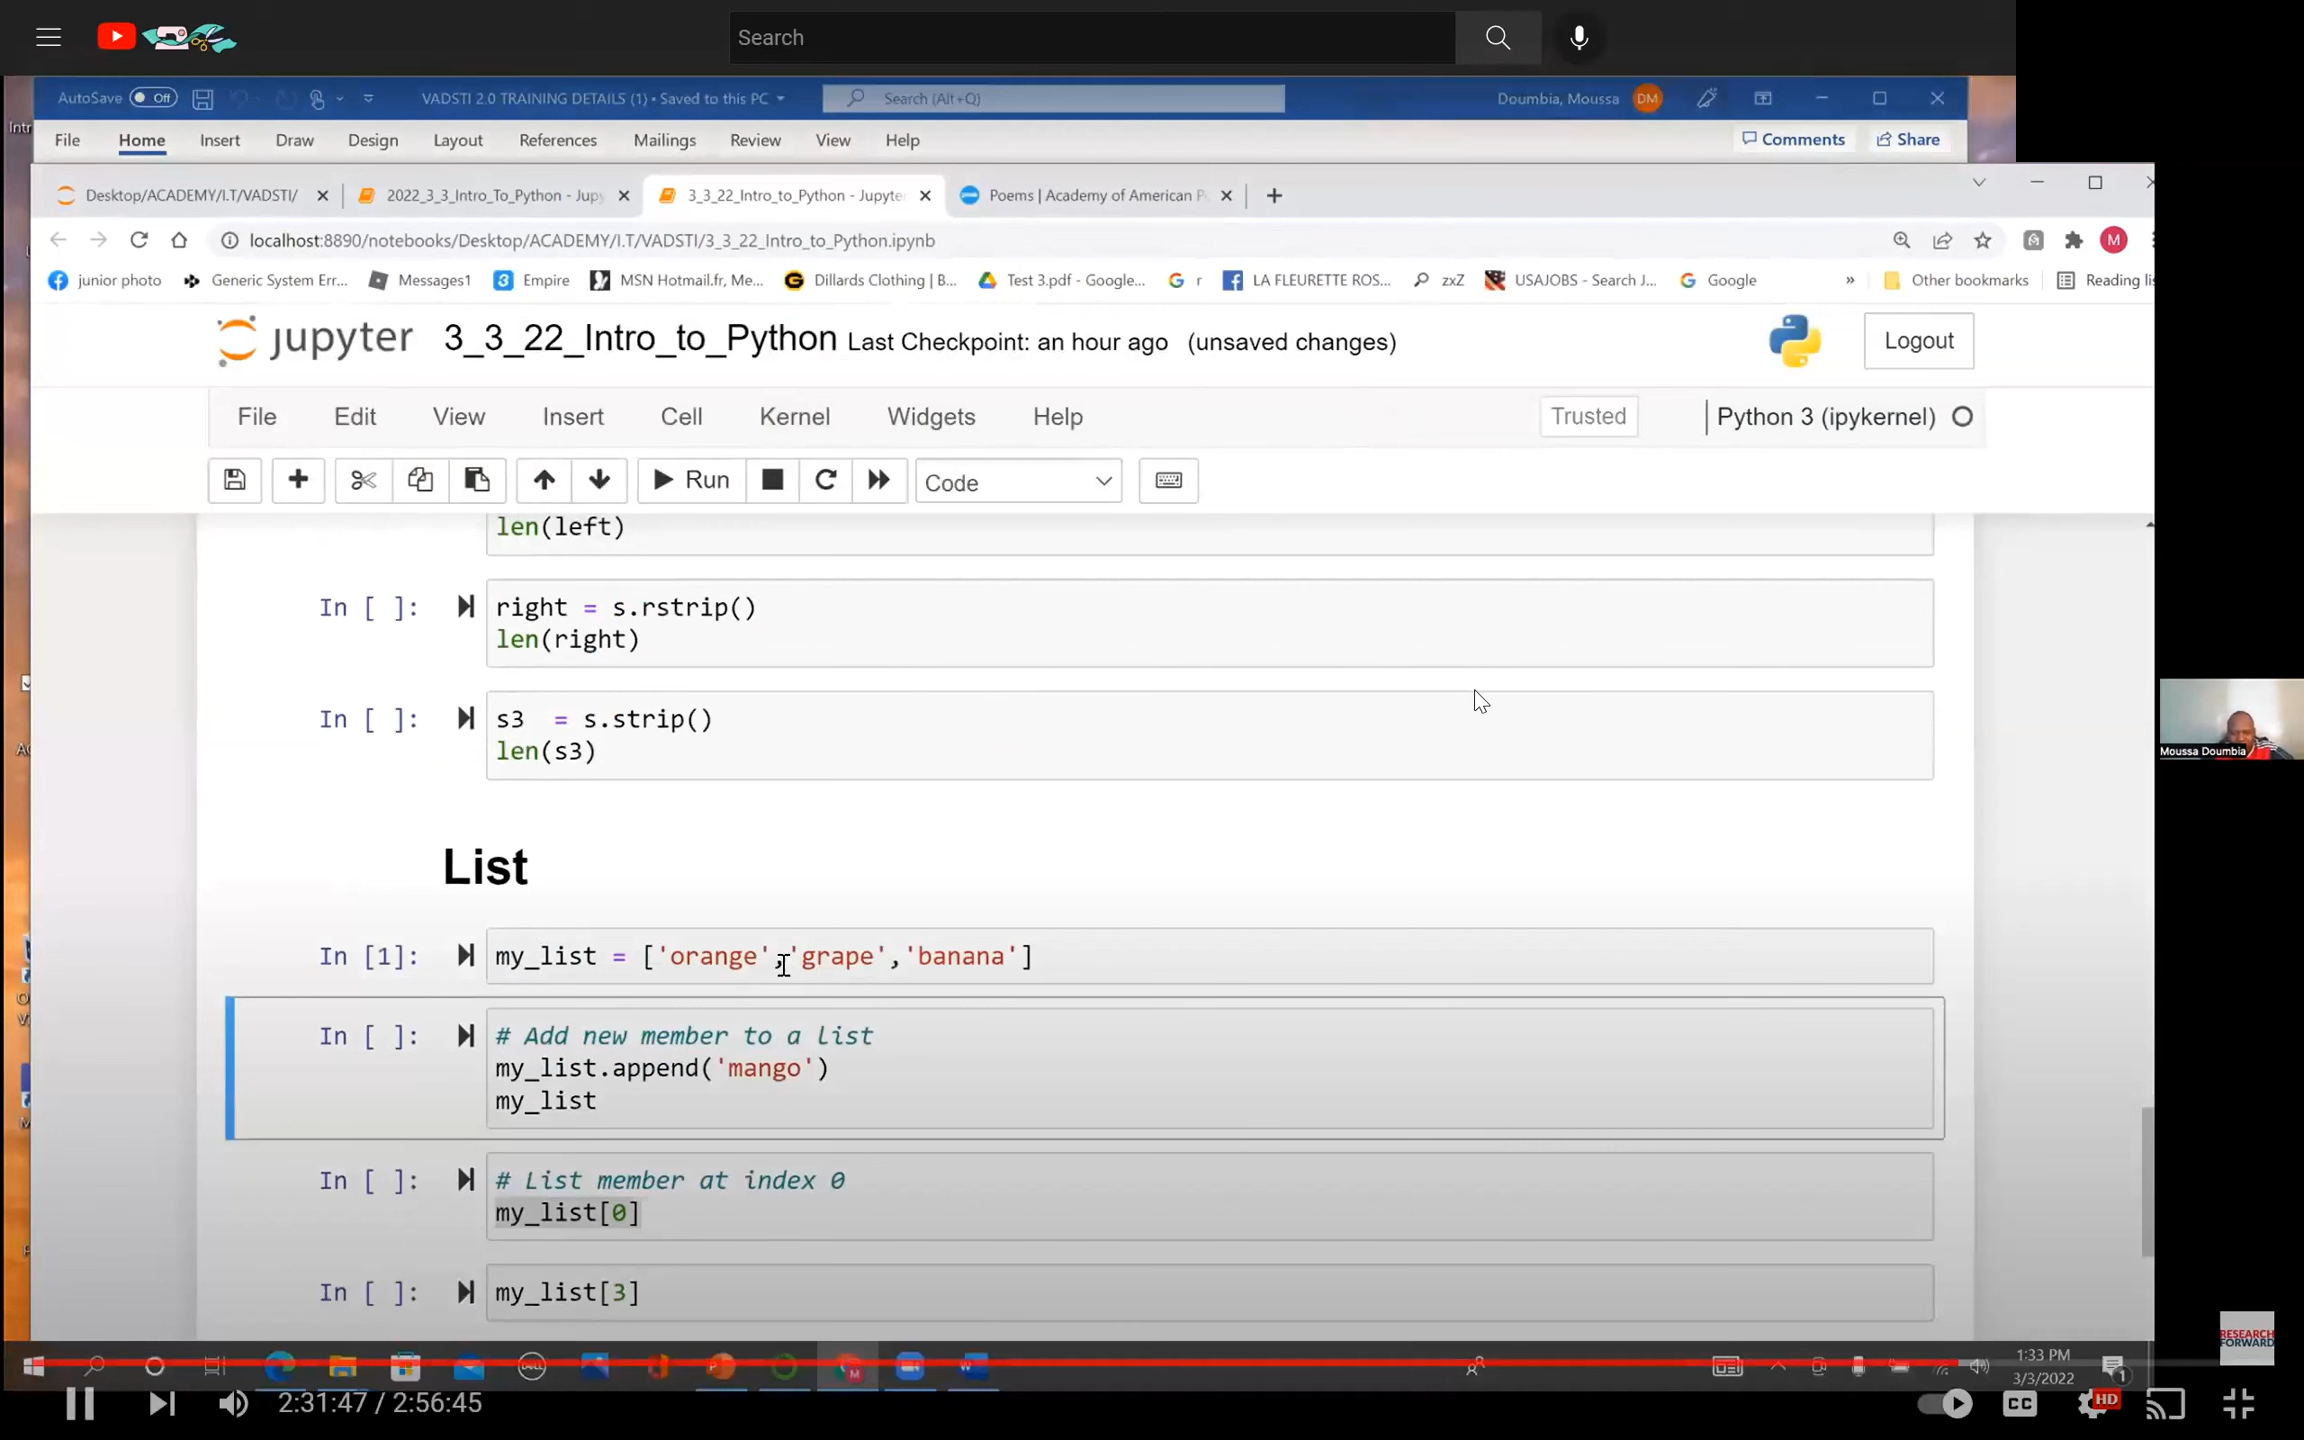 Search
AutoSave Off VADSTI 2.0 TRAINING DETAILS (1) • Saved to this PC Search (Alt+Q) Doumbia, Moussa DM
File Home Insert Draw Design Layout References Mailings Review View Help Comments Share
Desktop/ACADEMY/I.T/VADSTI/ 2022_3_3_Intro_To_Python - Jupy 3_3_22_Intro_to_Python - Jupyter Poems | Academy of American P
localhost:8890/notebooks/Desktop/ACADEMY/I.T/VADSTI/3_3_22_Intro_to_Python.ipynb M
junior photo Generic System Err... Messages1 Empire MSN Hotmail.fr, Me... Dillards Clothing | B... Test 3.pdf - Google... r LA FLEURETTE ROS... zxZ USAJOBS - Search J... Google » Other bookmarks Reading lis
jupyter 3_3_22_Intro_to_Python Last Checkpoint: an hour ago (unsaved changes) Logout
File Edit View Insert Cell Kernel Widgets Help Trusted Python 3 (ipykernel)
Run Code
len(left)
In [ ]: right = s.rstrip()
len(right)
In [ ]: s3 = s.strip()
len(s3)
Moussa Doumbia
List
In [1]: my_list = ['orange','grape','banana']
In [ ]: # Add new member to a list
my_list.append('mango')
my_list
In [ ]: # List member at index 0
my_list[0]
In [ ]: my_list[3]
RESEARCH
FORWARD
1:33 PM
3/3/2022
2:31:47 / 2:56:45 CC HD